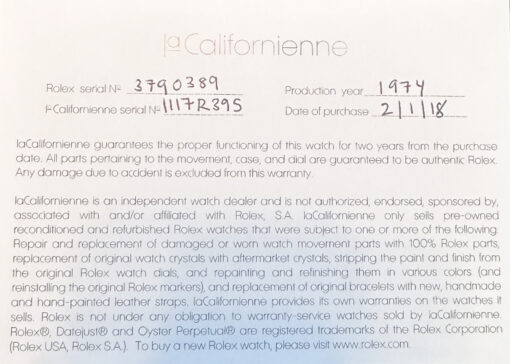 laCalifornienne
Rolex serial Nº 3790389 Production year 1974
laCalifornienne serial Nº 1117R39S Date of purchase 2/1/18
laCalifornienne guarantees the proper functioning of this watch for two years from the purchase
date. All parts pertaining to the movement, case, and dial are guaranteed to be authentic Rolex.
Any damage due to accident is excluded from this warranty.
laCalifornienne is an independent watch dealer and is not authorized, endorsed, sponsored by,
associated with and/or affiliated with Rolex, S.A. laCalifornienne only sells pre-owned
reconditioned and refurbished Rolex watches that were subject to one or more of the following:
Repair and replacement of damaged or worn watch movement parts with 100% Rolex parts,
replacement of original watch crystals with aftermarket crystals, stripping the paint and finish from
the original Rolex watch dials, and repainting and refinishing them in various colors (and
reinstalling the original Rolex markers), and replacement of original bracelets with new, handmade
and hand-painted leather straps. laCalifornienne provides its own warranties on the watches it
sells. Rolex is not under any obligation to warranty-service watches sold by laCalifornienne.
Rolex®, Datejust® and Oyster Perpetual® are registered trademarks of the Rolex Corporation
(Rolex USA, Rolex S.A.). To buy a new Rolex watch, please visit www.rolex.com.